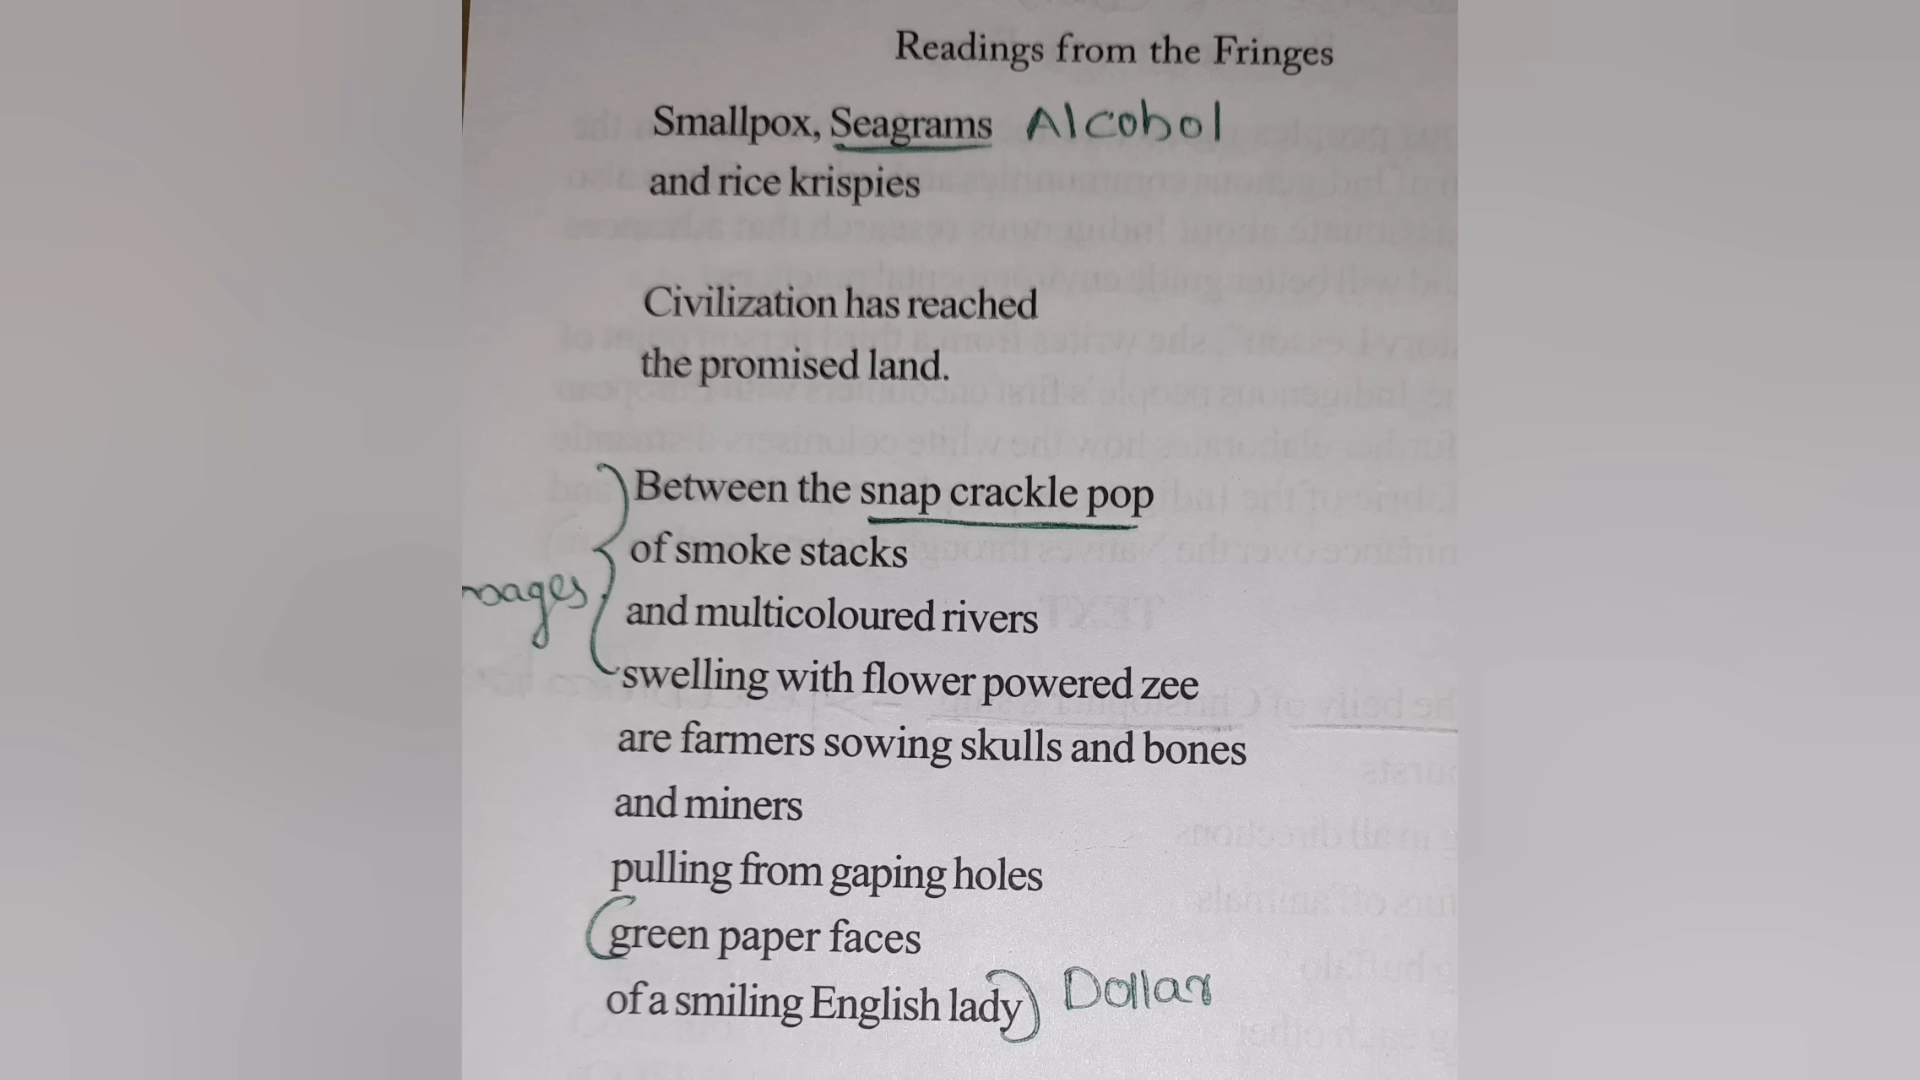 Readings from the Fringes
Smallpox, Seagrams Alcohol
and rice krispies
Civilization has reached
the promised land.
Between the snap crackle pop
of smoke stacks
and multicoloured rivers
swelling with flower powered zee
are farmers sowing skulls and bones
and miners
pulling from gaping holes
green paper faces
of a smiling English lady Dollar